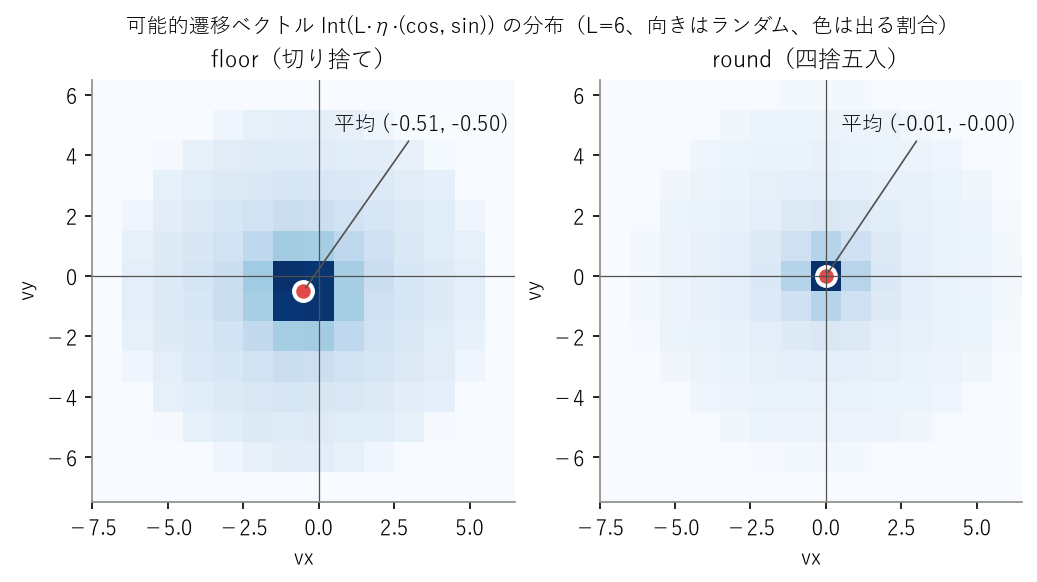 可能的遷移ベクトル Int(L·η·(cos, sin)) の分布（L=6、向きはランダム、色は出る割合）
floor（切り捨て）
6
4
2
0
−2
−4
−6
vy
平均 (-0.51, -0.50)
−7.5 −5.0 −2.5 0.0 2.5 5.0
vx
round（四捨五入）
6
4
2
0
−2
−4
−6
vy
平均 (-0.01, -0.00)
−7.5 −5.0 −2.5 0.0 2.5 5.0
vx